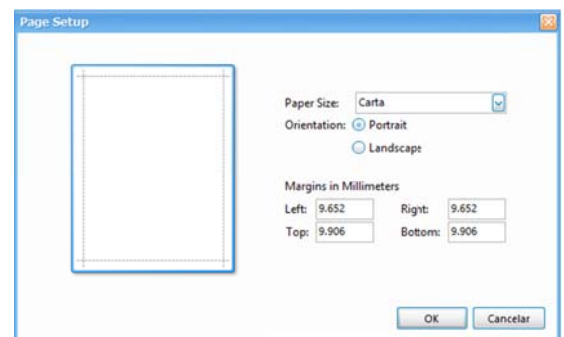 Page Setup
Paper Size: Carta
Orientation: Portrait
Landscape
Margins in Millimeters
Left: 9.652 Right: 9.652
Top: 9.906 Bottom: 9.906
OK Cancelar